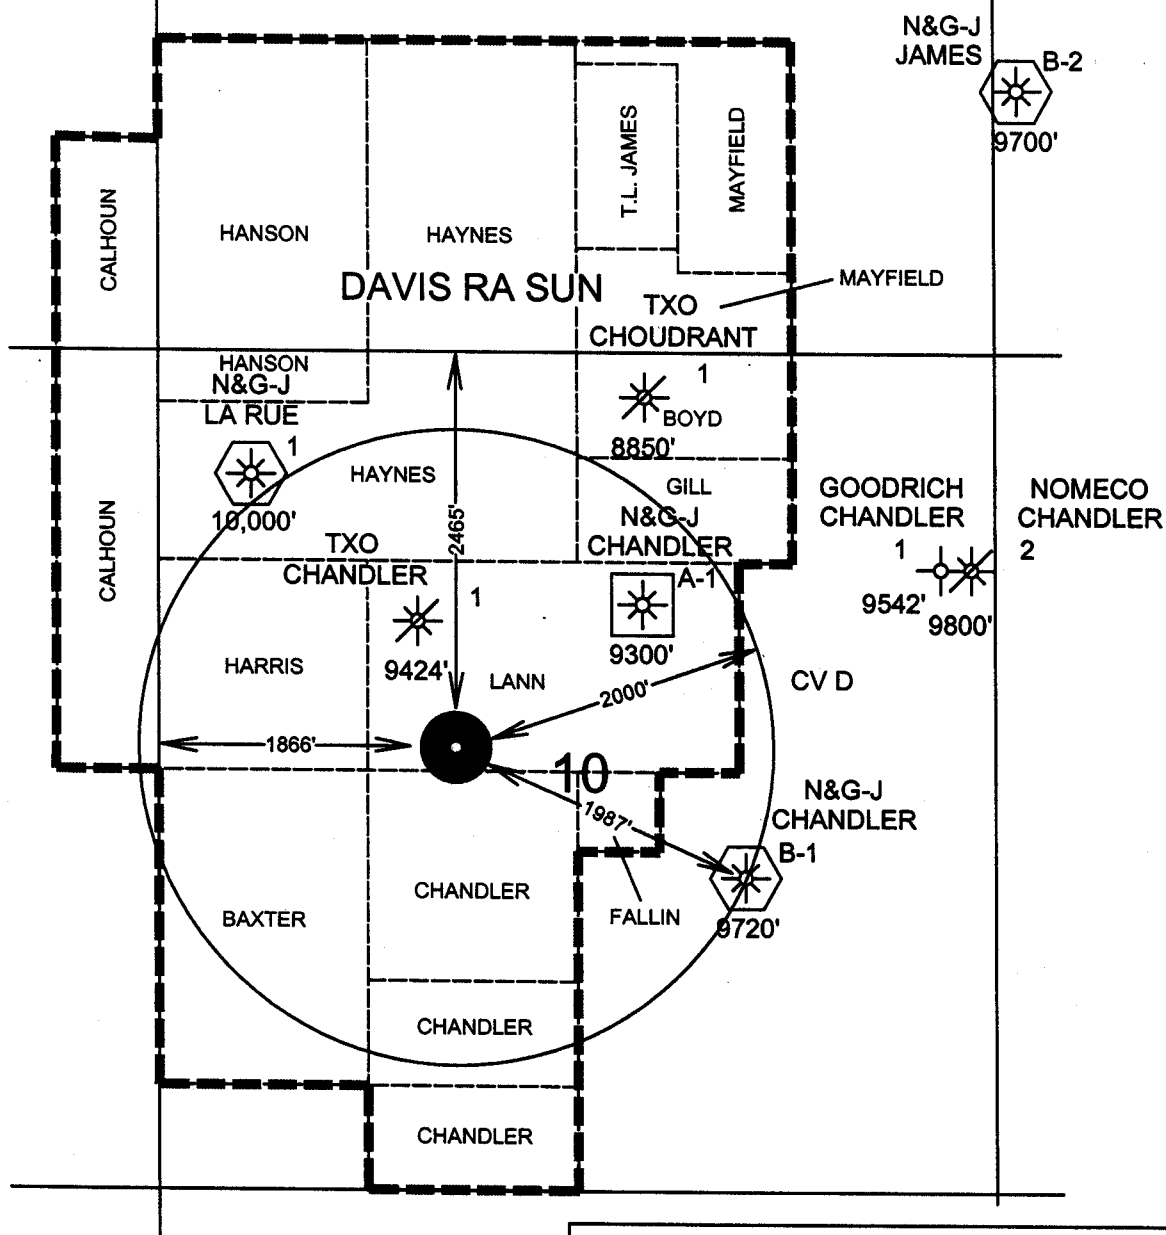 N&G-J
JAMES
B-2
9700'
T.L. JAMES
MAYFIELD
CALHOUN
HANSON
HAYNES
DAVIS RA SUN
MAYFIELD
TXO
CHOUDRANT
1
HANSON
N&G-J
LA RUE
1
10,000'
BOYD
8850'
HAYNES
GILL
2465'
CALHOUN
N&G-J
CHANDLER
A-1
9300'
GOODRICH
CHANDLER
1
9542'
NOMECO
CHANDLER
2
9800'
TXO
CHANDLER
1
9424'
HARRIS
LANN
2000'
CV D
1866'
10
1987'
N&G-J
CHANDLER
B-1
9720'
CHANDLER
BAXTER
FALLIN
CHANDLER
CHANDLER